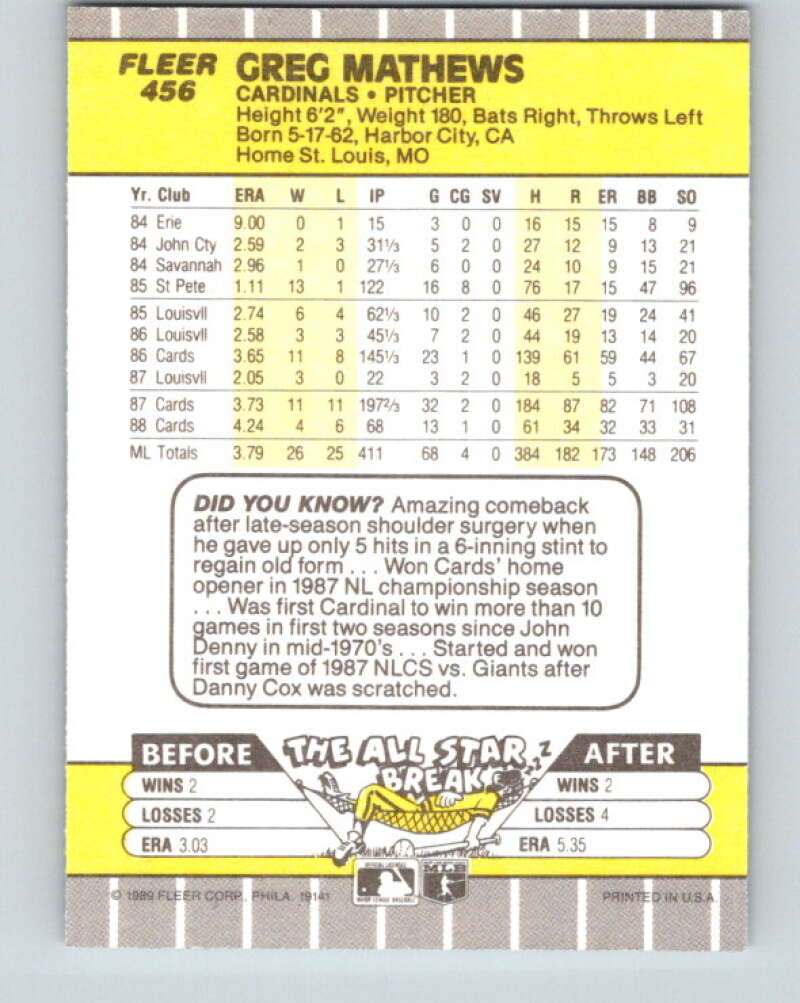 FLEER GREG MATHEWS
456 CARDINALS • PITCHER
Height 6'2", Weight 180, Bats Right, Throws Left
Born 5-17-62, Harbor City, CA
Home St. Louis, MO
Yr. Club ERA W L IP G CG SV H R ER BB SO
84 Erie 9.00 0 1 15 3 0 0 16 15 15 8 9
84 John Cty 2.59 2 3 31⅓ 5 2 0 27 12 9 13 21
84 Savannah 2.96 1 0 27⅓ 6 0 0 24 10 9 15 21
85 St Pete 1.11 13 1 122 16 8 0 76 17 15 47 96
85 Louisvll 2.74 6 4 62⅓ 10 2 0 46 27 19 24 41
86 Louisvll 2.58 3 3 45⅓ 7 2 0 44 19 13 14 20
86 Cards 3.65 11 8 145⅓ 23 1 0 139 61 59 44 67
87 Louisvll 2.05 3 0 22 3 2 0 18 5 5 3 20
87 Cards 3.73 11 11 197⅔ 32 2 0 184 87 82 71 108
88 Cards 4.24 4 6 68 13 1 0 61 34 32 33 31
ML Totals 3.79 26 25 411 68 4 0 384 182 173 148 206
DID YOU KNOW? Amazing comeback
after late-season shoulder surgery when
he gave up only 5 hits in a 6-inning stint to
regain old form . . . Won Cards' home
opener in 1987 NL championship season
. . . Was first Cardinal to win more than 10
games in first two seasons since John
Denny in mid-1970's . . . Started and won
first game of 1987 NLCS vs. Giants after
Danny Cox was scratched.
BEFORE THE ALL STAR BREAK ZZZ AFTER
WINS 2 WINS 2
LOSSES 2 LOSSES 4
ERA 3.03 ERA 5.35
MLB
© 1989 FLEER CORP., PHILA. 19141 PRINTED IN U.S.A.